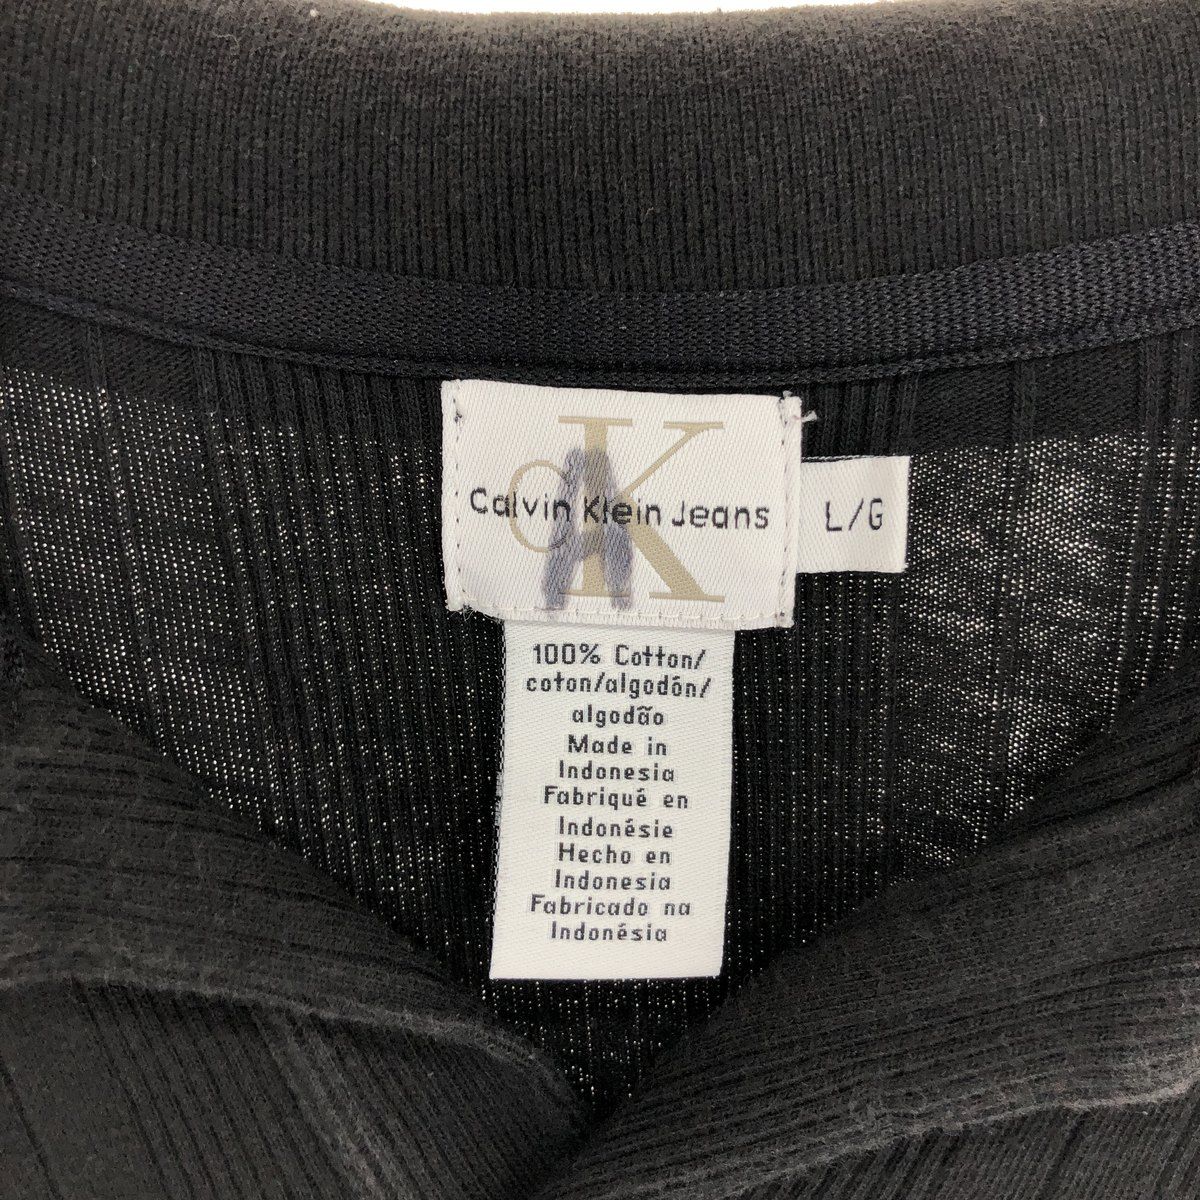 CK
Calvin Klein Jeans
L/G
100% Cotton/
coton/algodón/
algodão
Made in
Indonesia
Fabriqué en
Indonésie
Hecho en
Indonesia
Fabricado na
Indonésia